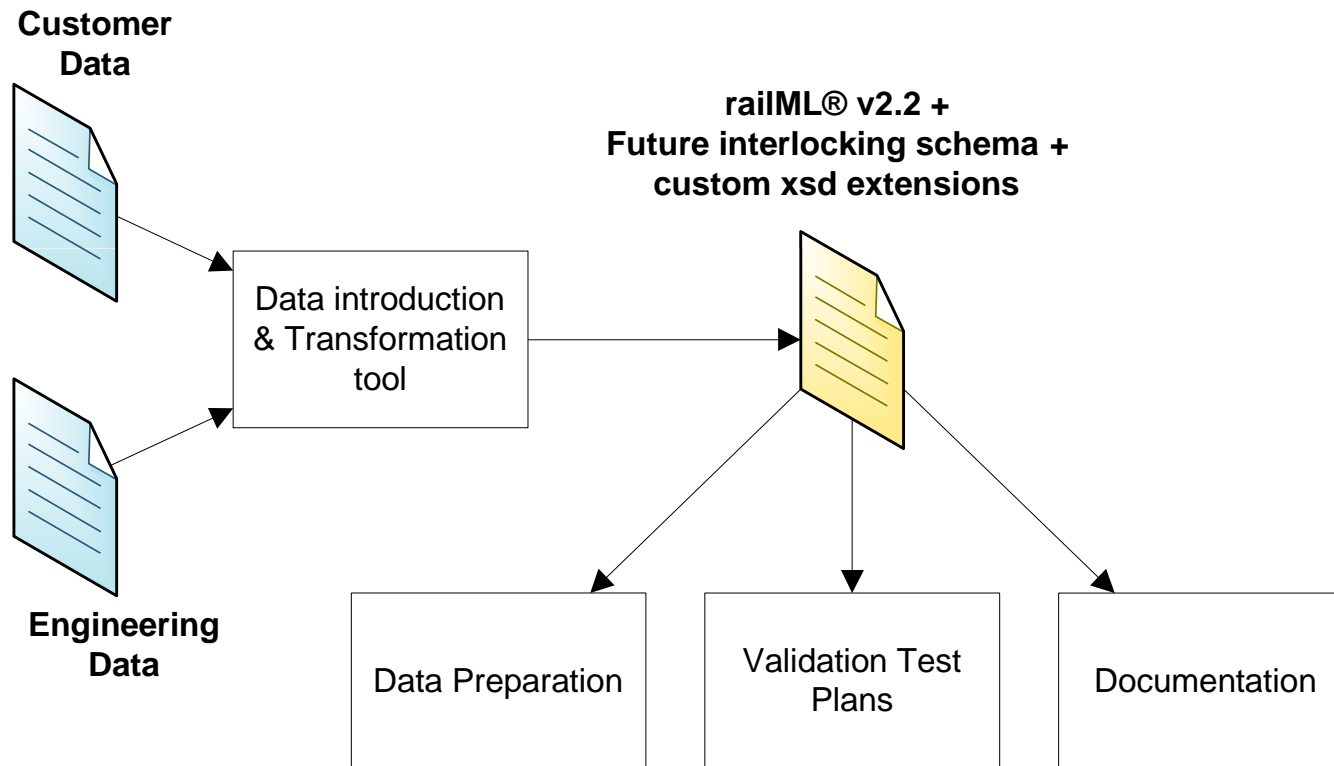 Customer
Data
railML® v2.2 +
Future interlocking schema +
custom xsd extensions
Data introduction
& Transformation
tool
Engineering
Data
Data Preparation
Validation Test
Plans
Documentation